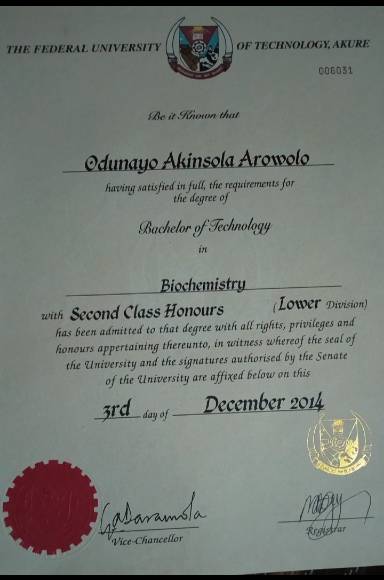 THE FEDERAL UNIVERSITY OF TECHNOLOGY, AKURE
006031
Be it Known that
Odunayo Akinsola Arowolo
having satisfied in full, the requirements for
the degree of
Bachelor of Technology
in
Biochemistry
with Second Class Honours (Lower Division)
has been admitted to that degree with all rights, privileges and
honours appertaining thereunto, in witness whereof the seal of
the University and the signatures authorised by the Senate
of the University are affixed below on this
3rd day of December 2014
Vice-Chancellor
Registrar